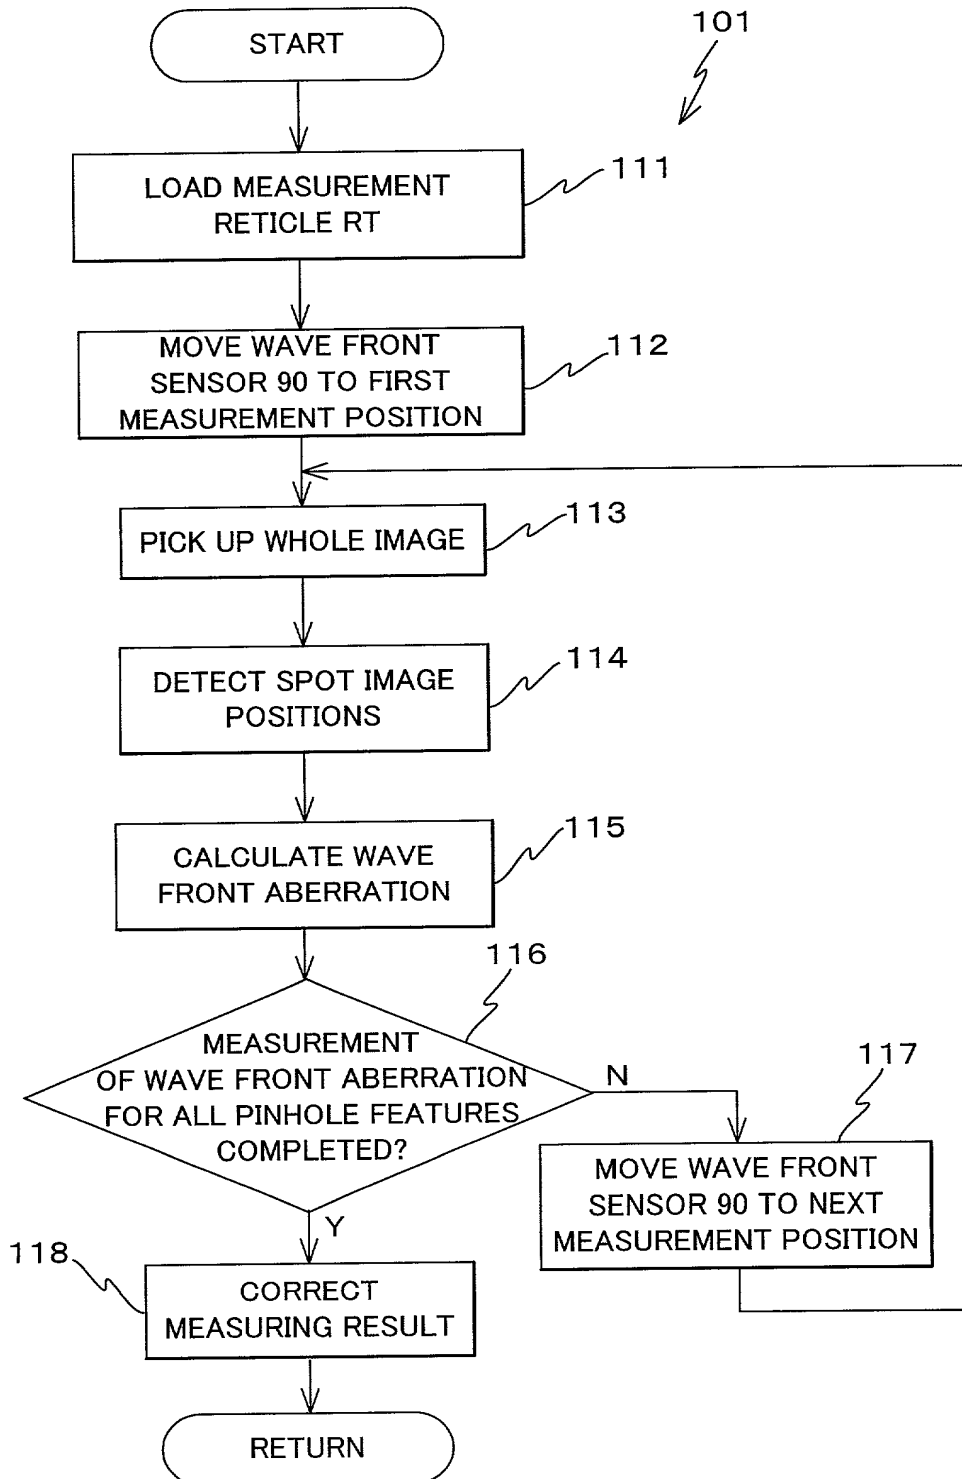 START
101
LOAD MEASUREMENT
RETICLE RT
111
MOVE WAVE FRONT
SENSOR 90 TO FIRST
MEASUREMENT POSITION
112
PICK UP WHOLE IMAGE
113
DETECT SPOT IMAGE
POSITIONS
114
CALCULATE WAVE
FRONT ABERRATION
115
116
MEASUREMENT
OF WAVE FRONT ABERRATION
FOR ALL PINHOLE FEATURES
COMPLETED?
N
117
MOVE WAVE FRONT
SENSOR 90 TO NEXT
MEASUREMENT POSITION
Y
118
CORRECT
MEASURING RESULT
RETURN